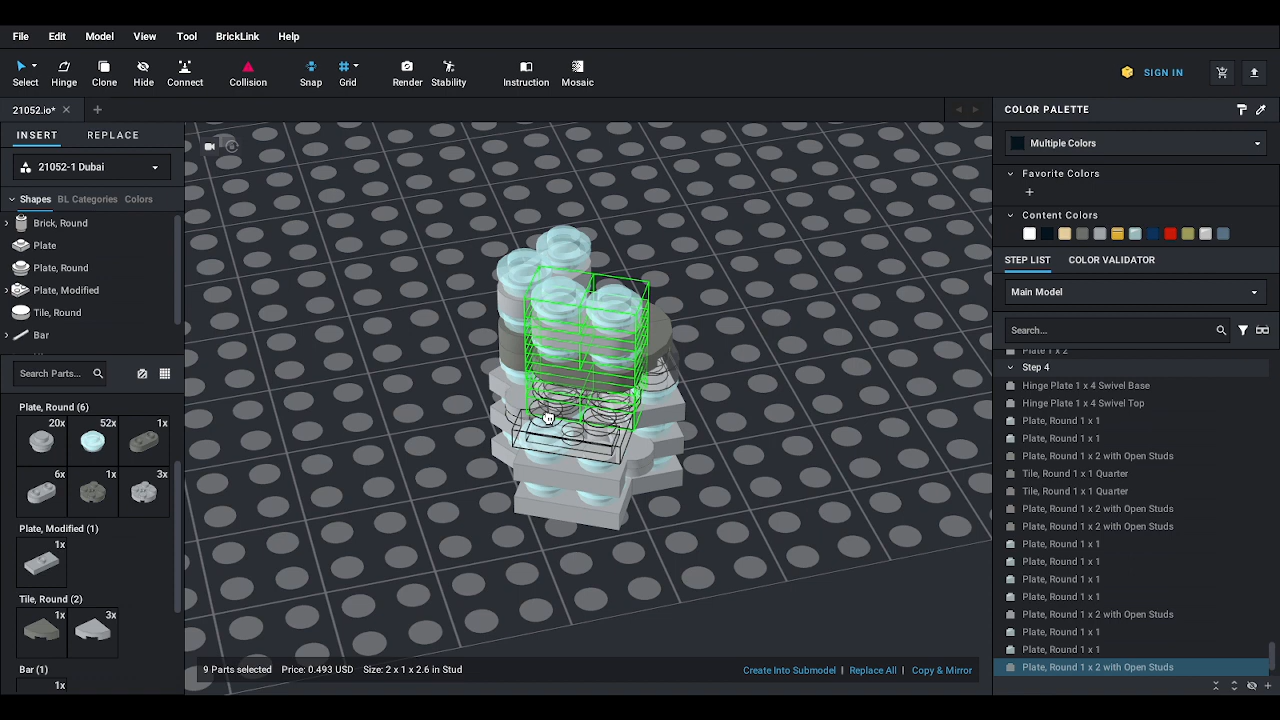 File Edit Model View Tool BrickLink Help
Select Hinge Clone Hide Connect Collision Snap Grid Render Stability Instruction Mosaic SIGN IN
21052.io*
INSERT REPLACE
21052-1 Dubai
Shapes BL Categories Colors
Brick, Round
Plate
Plate, Round
Plate, Modified
Tile, Round
Bar
Search Parts...
Plate, Round (6)
20x 52x 1x
6x 1x 3x
Plate, Modified (1)
1x
Tile, Round (2)
1x 3x
Bar (1)
1x
9 Parts selected Price: 0.493 USD Size: 2 x 1 x 2.6 in Stud
Create Into Submodel | Replace All | Copy & Mirror
COLOR PALETTE
Multiple Colors
Favorite Colors
Content Colors
STEP LIST COLOR VALIDATOR
Main Model
Search...
Plate 1 x 2
Step 4
Hinge Plate 1 x 4 Swivel Base
Hinge Plate 1 x 4 Swivel Top
Plate, Round 1 x 1
Plate, Round 1 x 1
Plate, Round 1 x 2 with Open Studs
Tile, Round 1 x 1 Quarter
Tile, Round 1 x 1 Quarter
Plate, Round 1 x 2 with Open Studs
Plate, Round 1 x 2 with Open Studs
Plate, Round 1 x 1
Plate, Round 1 x 1
Plate, Round 1 x 1
Plate, Round 1 x 1
Plate, Round 1 x 2 with Open Studs
Plate, Round 1 x 1
Plate, Round 1 x 1
Plate, Round 1 x 2 with Open Studs